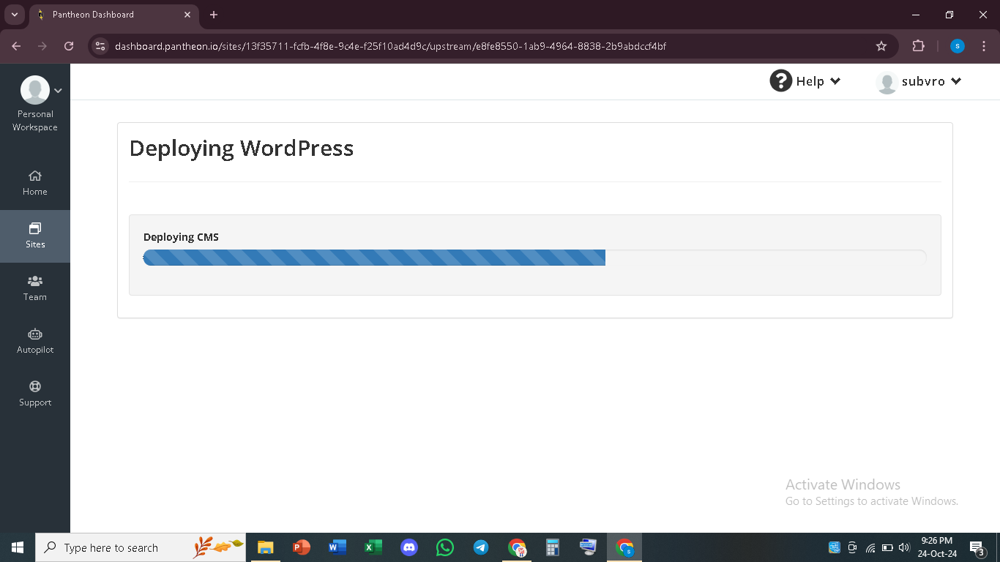 Pantheon Dashboard
dashboard.pantheon.io/sites/13f35711-fcfb-4f8e-9c4e-f25f10ad4d9c/upstream/e8fe8550-1ab9-4964-8838-2b9abdccf4bf
s
Personal
Workspace
Home
Sites
Team
Autopilot
Support
? Help
subvro
Deploying WordPress
Deploying CMS
Activate Windows
Go to Settings to activate Windows.
Type here to search
9:26 PM
24-Oct-24
3